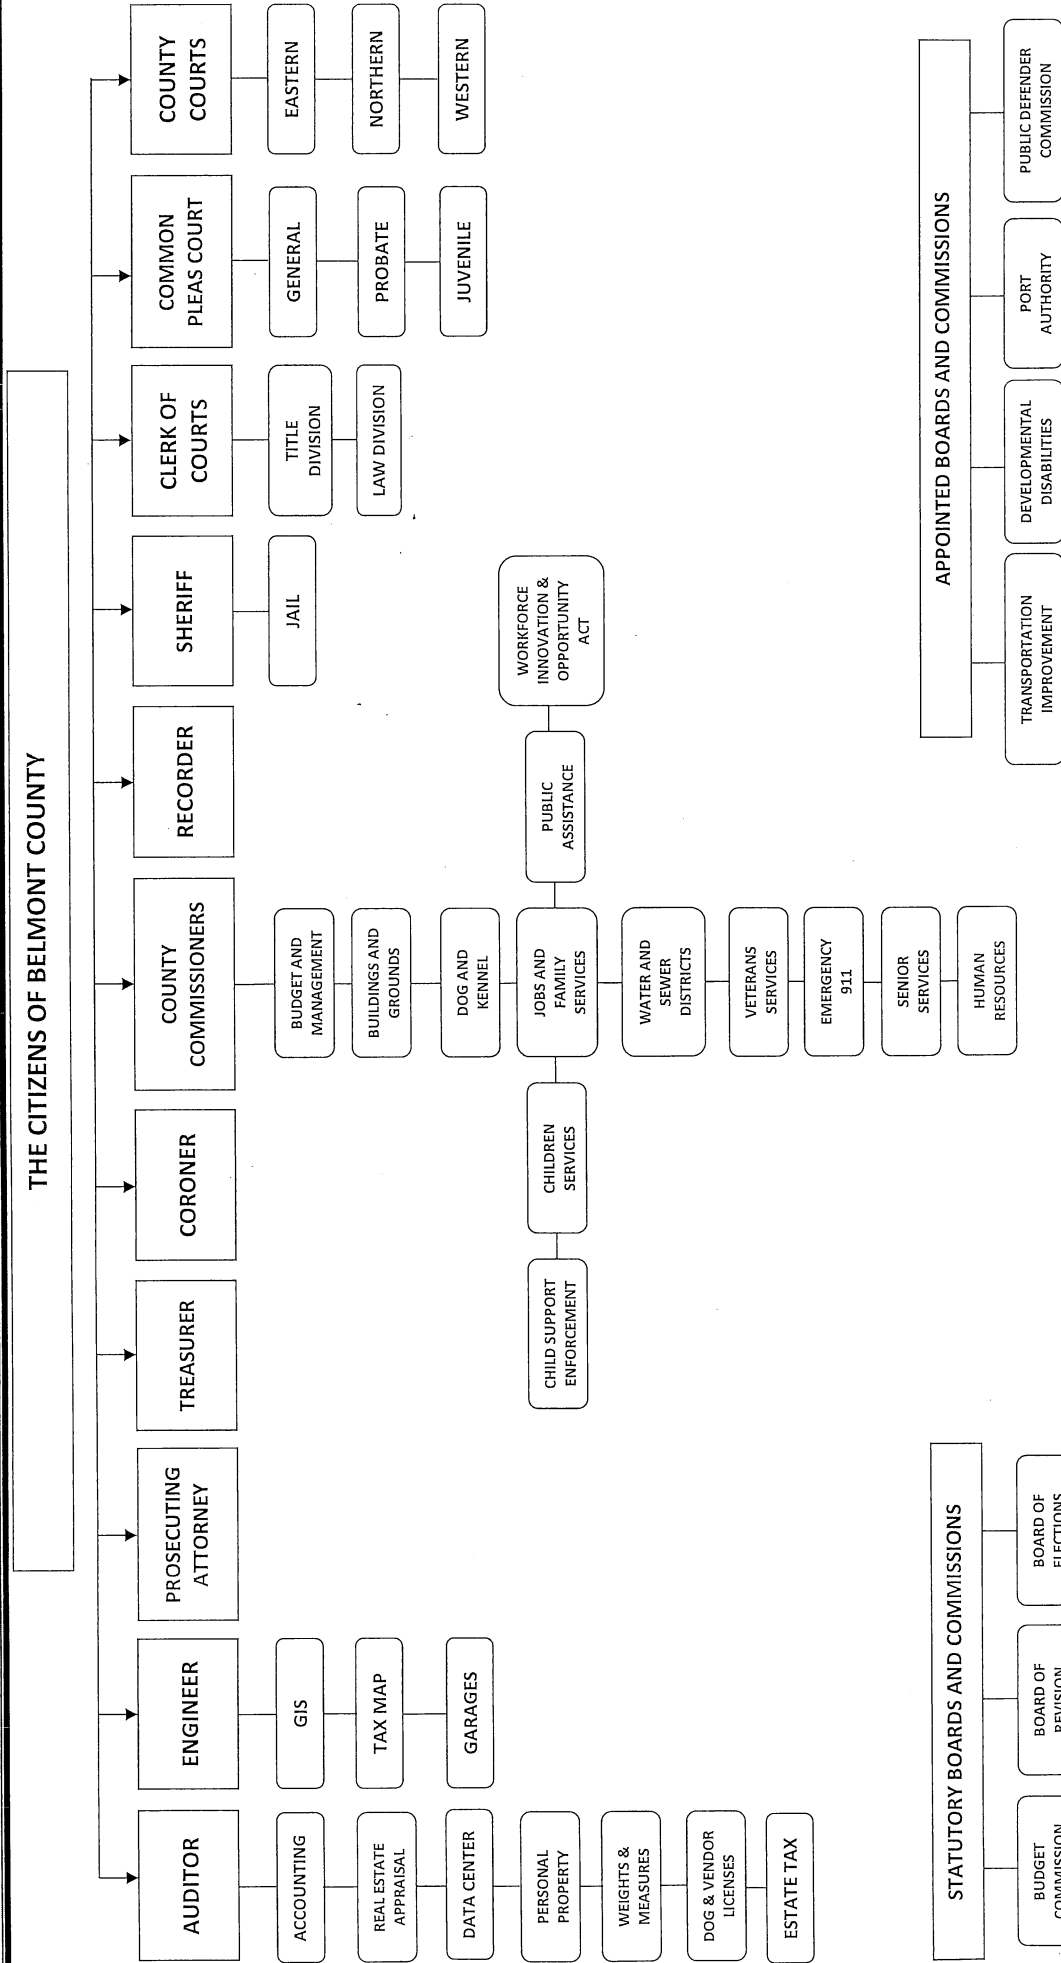 THE CITIZENS OF BELMONT COUNTY
AUDITOR
ACCOUNTING
REAL ESTATE
APPRAISAL
DATA CENTER
PERSONAL
PROPERTY
WEIGHTS &
MEASURES
DOG & VENDOR
LICENSES
ESTATE TAX
ENGINEER
GIS
TAX MAP
GARAGES
PROSECUTING
ATTORNEY
TREASURER
CORONER
COUNTY
COMMISSIONERS
BUDGET AND
MANAGEMENT
BUILDINGS AND
GROUNDS
DOG AND
KENNEL
CHILD SUPPORT
ENFORCEMENT
CHILDREN
SERVICES
JOBS AND
FAMILY
SERVICES
PUBLIC
ASSISTANCE
WORKFORCE
INNOVATION &
OPPORTUNITY
ACT
WATER AND
SEWER
DISTRICTS
VETERANS
SERVICES
EMERGENCY
911
SENIOR
SERVICES
HUMAN
RESOURCES
RECORDER
SHERIFF
JAIL
CLERK OF
COURTS
TITLE
DIVISION
LAW DIVISION
COMMON
PLEAS COURT
GENERAL
PROBATE
JUVENILE
COUNTY
COURTS
EASTERN
NORTHERN
WESTERN
STATUTORY BOARDS AND COMMISSIONS
BUDGET
COMMISSION
BOARD OF
REVISION
BOARD OF
ELECTIONS
APPOINTED BOARDS AND COMMISSIONS
TRANSPORTATION
IMPROVEMENT
DEVELOPMENTAL
DISABILITIES
PORT
AUTHORITY
PUBLIC DEFENDER
COMMISSION